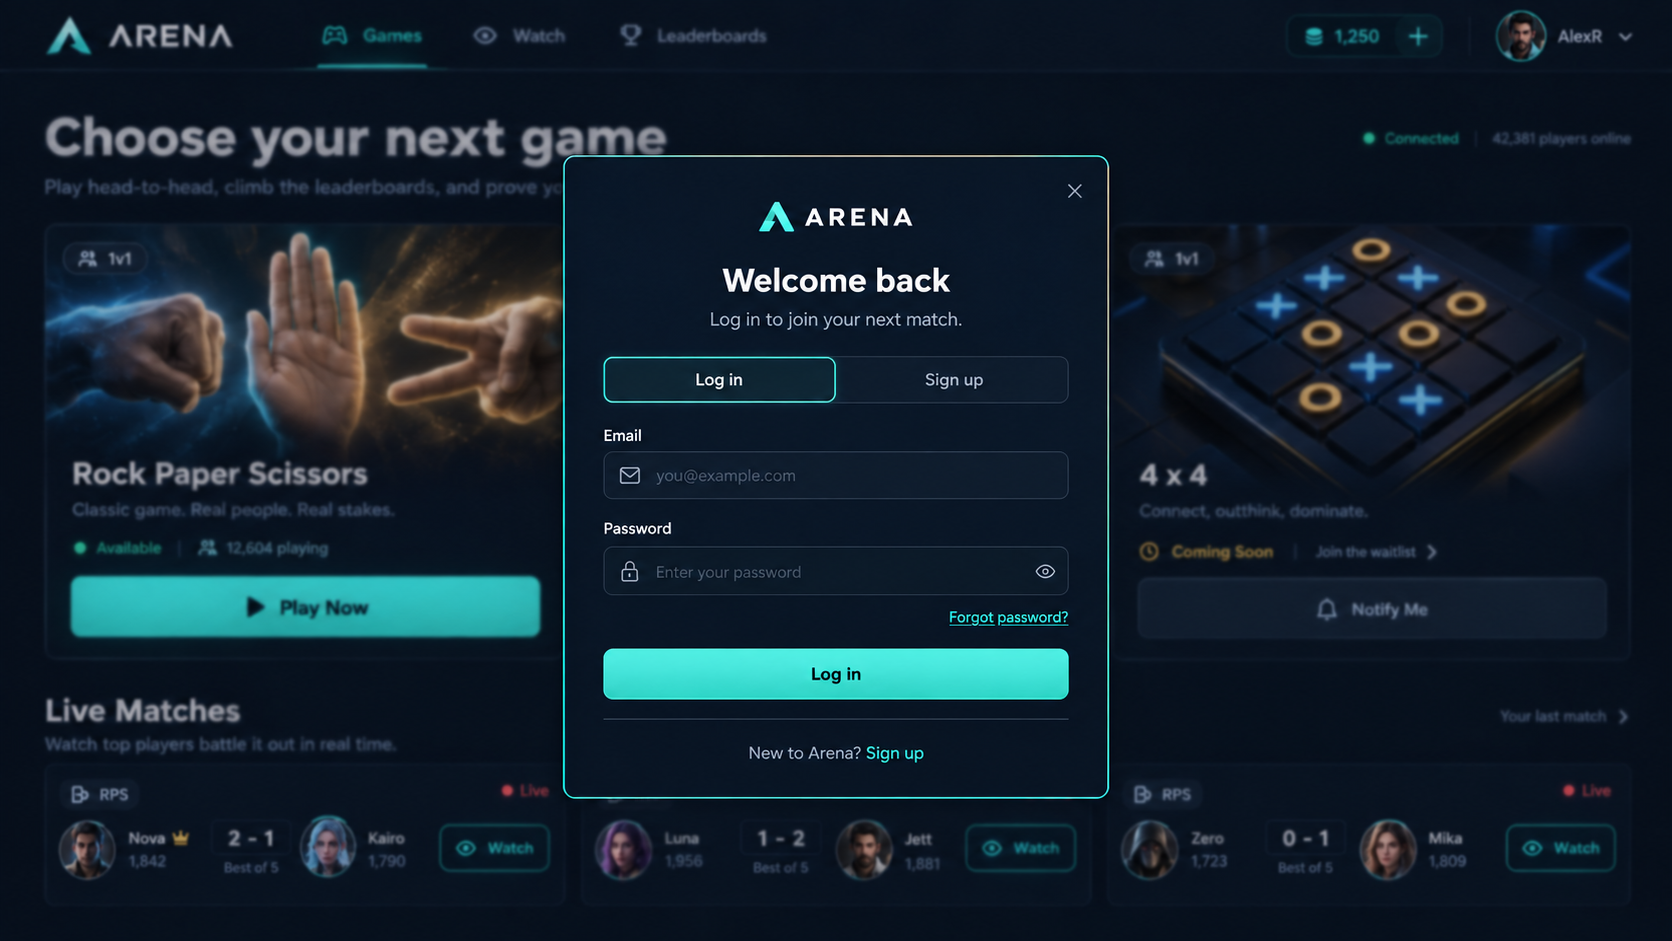 ARENA
Games
Watch
Leaderboards
1,250
AlexR
Choose your next game
Connected
42,381 players online
Play head-to-head, climb the leaderboards, and prove
1v1
Rock Paper Scissors
Classic game. Real people. Real stakes.
Available
12,604 playing
Play Now
ARENA
Welcome back
Log in to join your next match.
Log in
Sign up
Email
you@example.com
Password
Enter your password
Forgot password?
Log in
New to Arena? Sign up
1v1
4 x 4
Connect, outthink, dominate.
Coming Soon
Join the waitlist
Notify Me
Live Matches
Watch top players battle it out in real time.
Your last match
RPS
Live
Nova
1,842
2 - 1
Best of 5
Kairo
1,790
Watch
Luna
1,956
1 - 2
Best of 5
Jett
1,881
Watch
RPS
Live
Zero
1,723
0 - 1
Best of 5
Mika
1,809
Watch